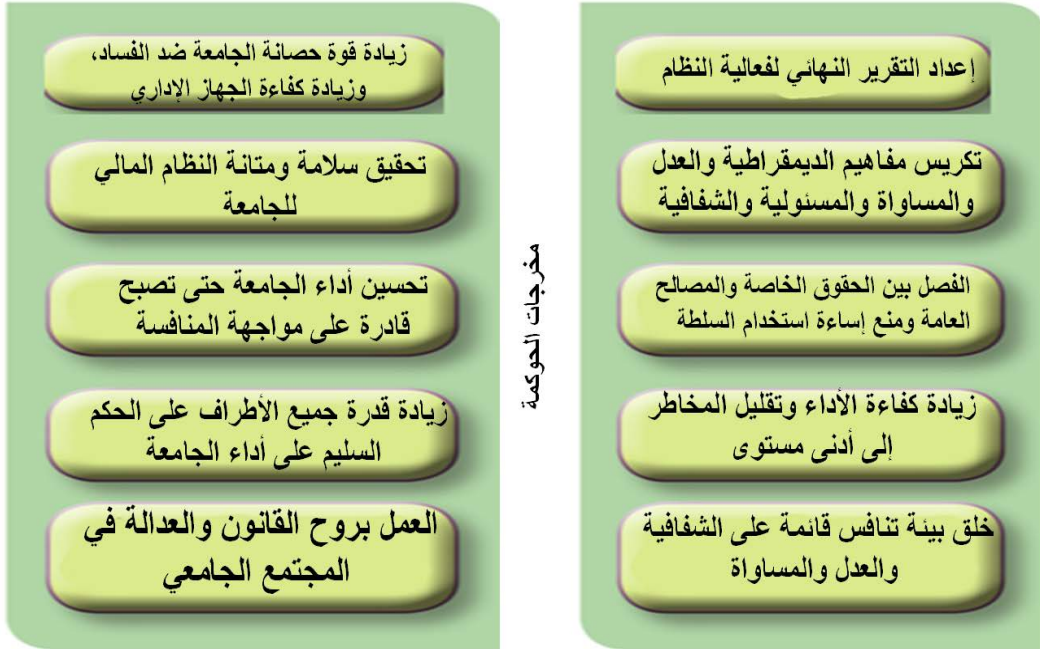 إعداد التقرير النهائي لفعالية النظام
تكريس مفاهيم الديمقراطية والعدل
والمساواة والمسئولية والشفافية
الفصل بين الحقوق الخاصة والمصالح
العامة ومنع إساءة استخدام السلطة
زيادة كفاءة الأداء وتقليل المخاطر
إلى أدنى مستوى
خلق بيئة تنافس قائمة على الشفافية
والعدل والمساواة
مخرجات الحوكمة
زيادة قوة حصانة الجامعة ضد الفساد،
وزيادة كفاءة الجهاز الإداري
تحقيق سلامة ومتانة النظام المالي
للجامعة
تحسين أداء الجامعة حتى تصبح
قادرة على مواجهة المنافسة
زيادة قدرة جميع الأطراف على الحكم
السليم على أداء الجامعة
العمل بروح القانون والعدالة في
المجتمع الجامعي